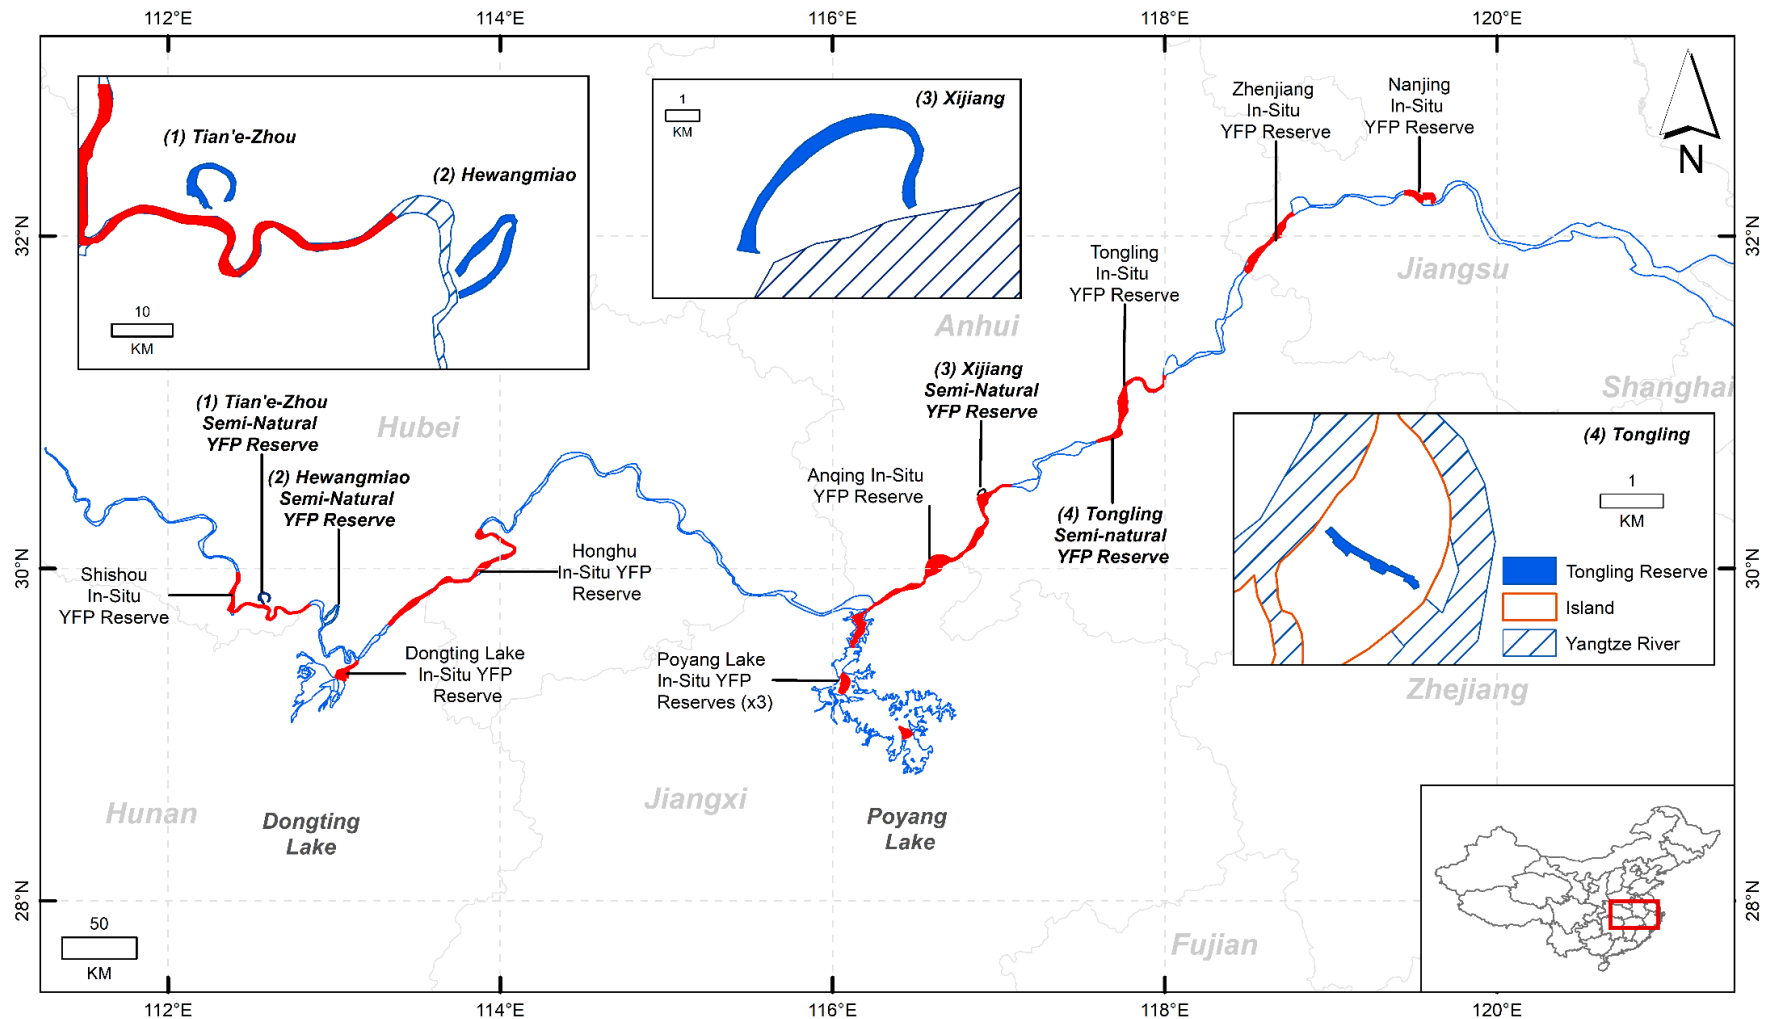 112°E
114°E
116°E
118°E
120°E
(1) Tian'e-Zhou
(2) Hewangmiao
10
KM
1
KM
(3) Xijiang
Zhenjiang
In-Situ
YFP Reserve
Nanjing
In-Situ
YFP Reserve
N
32°N
32°N
Tongling
In-Situ
YFP Reserve
Jiangsu
Anhui
Shanghai
(1) Tian'e-Zhou
Semi-Natural
YFP Reserve
Hubei
(3) Xijiang
Semi-Natural
YFP Reserve
(2) Hewangmiao
Semi-Natural
YFP Reserve
Anqing In-Situ
YFP Reserve
(4) Tongling
Semi-natural
YFP Reserve
(4) Tongling
1
KM
Tongling Reserve
Island
Yangtze River
30°N
30°N
Shishou
In-Situ
YFP Reserve
Honghu
In-Situ YFP
Reserve
Dongting Lake
In-Situ YFP
Reserve
Poyang Lake
In-Situ YFP
Reserves (x3)
Zhejiang
Hunan
Dongting
Lake
Jiangxi
Poyang
Lake
28°N
28°N
50
KM
Fujian
112°E
114°E
116°E
118°E
120°E